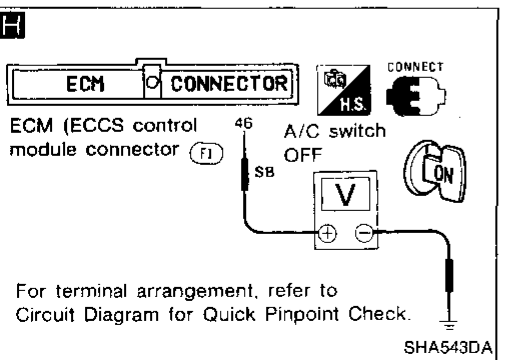 H
ECM CONNECTOR
H.S.
CONNECT
ECM (ECCS control
module connector F1
46
A/C switch
OFF
SB
ON
V
+ −
For terminal arrangement, refer to
Circuit Diagram for Quick Pinpoint Check.
SHA543DA